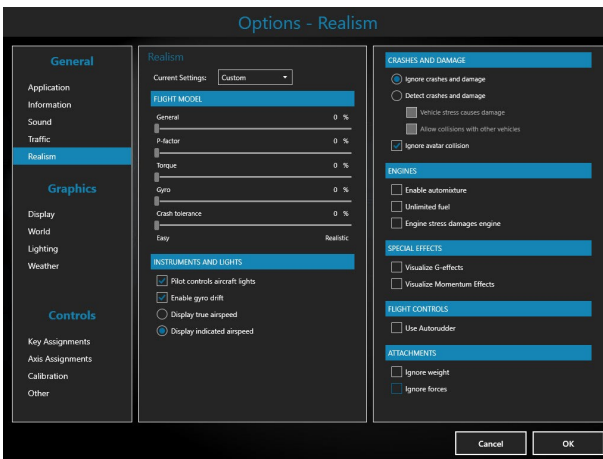 Options - Realism
General
Application
Information
Sound
Traffic
Realism
Graphics
Display
World
Lighting
Weather
Controls
Key Assignments
Axis Assignments
Calibration
Other
Realism
Current Settings: Custom
FLIGHT MODEL
General 0 %
P-factor 0 %
Torque 0 %
Gyro 0 %
Crash tolerance 0 %
Easy Realistic
INSTRUMENTS AND LIGHTS
Pilot controls aircraft lights
Enable gyro drift
Display true airspeed
Display indicated airspeed
CRASHES AND DAMAGE
Ignore crashes and damage
Detect crashes and damage
Vehicle stress causes damage
Allow collisions with other vehicles
Ignore avatar collision
ENGINES
Enable automixture
Unlimited fuel
Engine stress damages engine
SPECIAL EFFECTS
Visualize G-effects
Visualize Momentum Effects
FLIGHT CONTROLS
Use Autorudder
ATTACHMENTS
Ignore weight
Ignore forces
Cancel OK